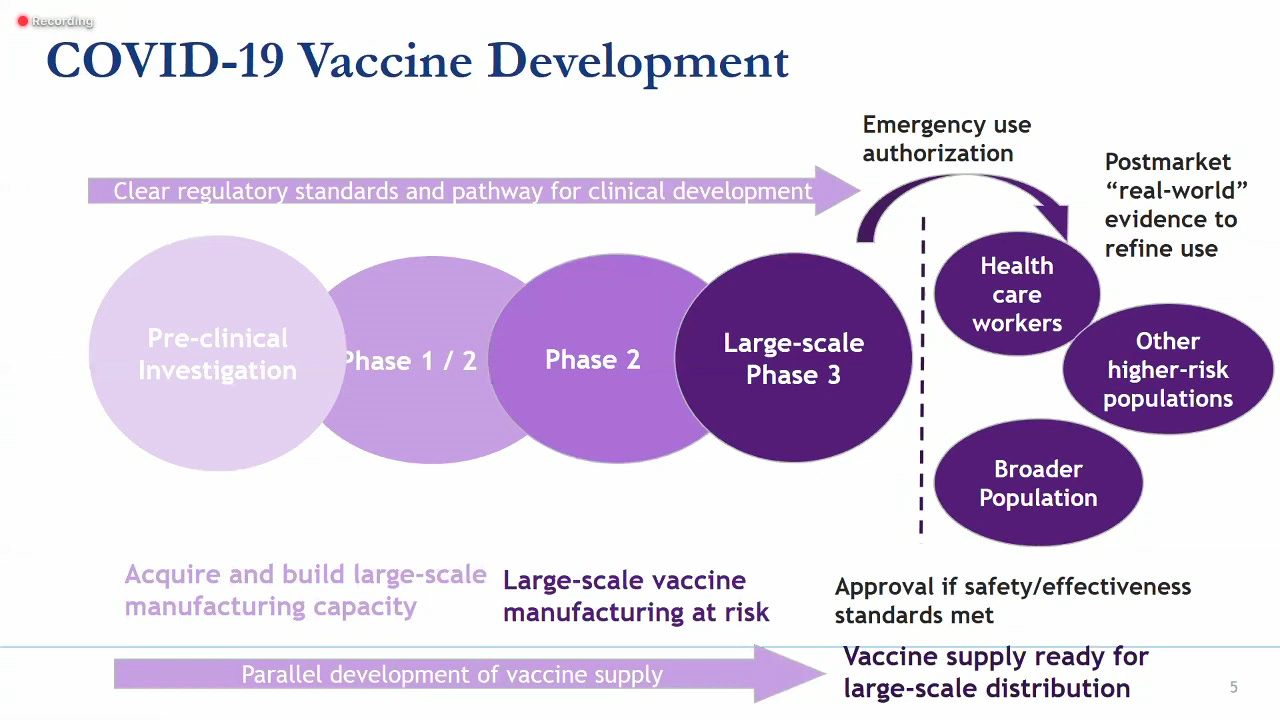 Recording
COVID-19 Vaccine Development
Emergency use
authorization
Postmarket
“real-world”
evidence to
refine use
Clear regulatory standards and pathway for clinical development
Pre-clinical
Investigation
Phase 1 / 2
Phase 2
Large-scale
Phase 3
Health
care
workers
Other
higher-risk
populations
Broader
Population
Acquire and build large-scale
manufacturing capacity
Large-scale vaccine
manufacturing at risk
Approval if safety/effectiveness
standards met
Parallel development of vaccine supply
Vaccine supply ready for
large-scale distribution
5